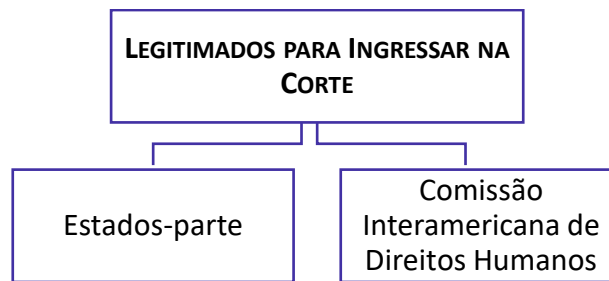 LEGITIMADOS PARA INGRESSAR NA
CORTE
Estados-parte
Comissão
Interamericana de
Direitos Humanos